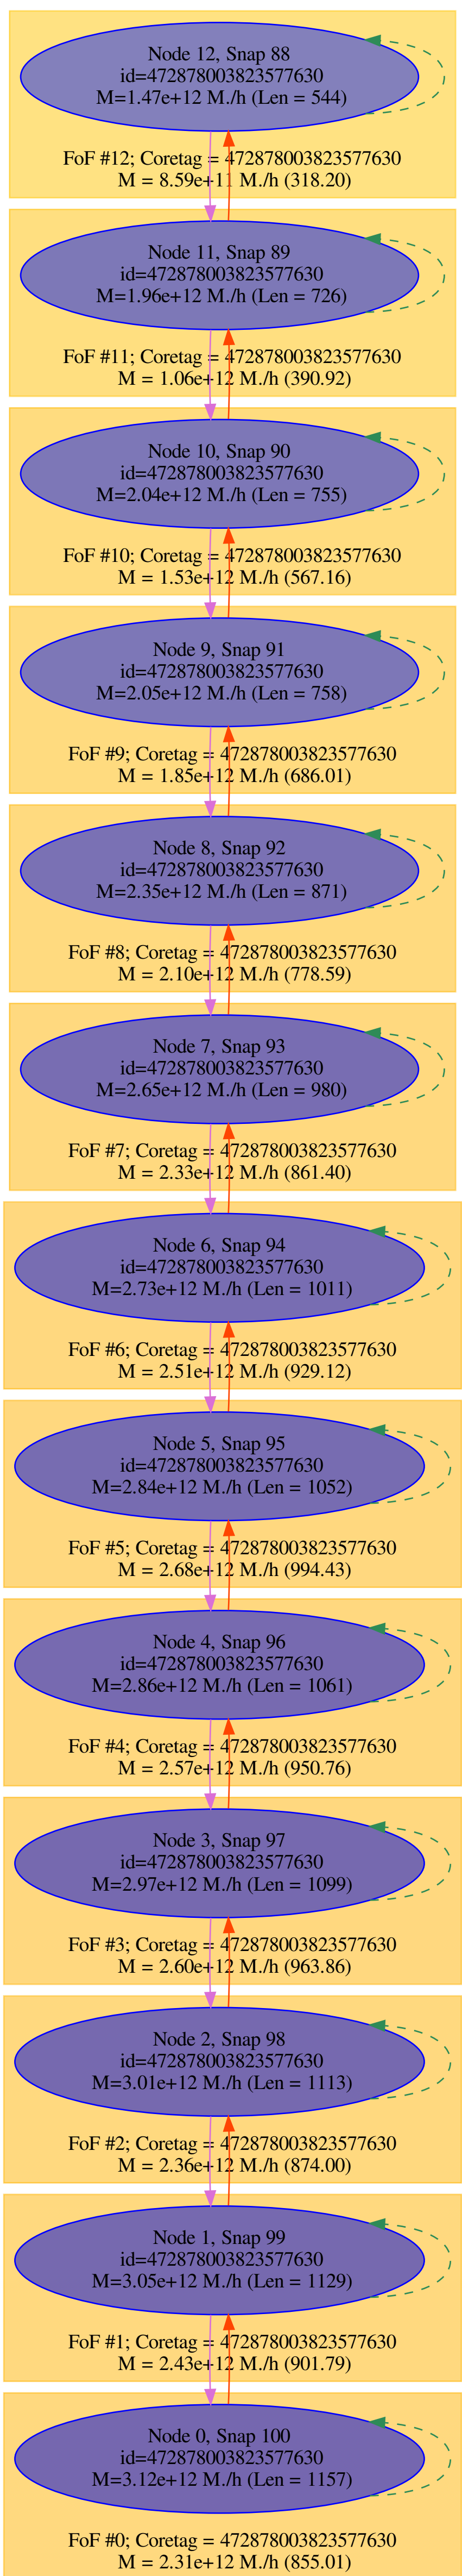 Node 12, Snap 88
id=472878003823577630
M=1.47e+12 M./h (Len = 544)
FoF #12; Coretag = 472878003823577630
M = 8.59e+11 M./h (318.20)
Node 11, Snap 89
id=472878003823577630
M=1.96e+12 M./h (Len = 726)
FoF #11; Coretag = 472878003823577630
M = 1.06e+12 M./h (390.92)
Node 10, Snap 90
id=472878003823577630
M=2.04e+12 M./h (Len = 755)
FoF #10; Coretag = 472878003823577630
M = 1.53e+12 M./h (567.16)
Node 9, Snap 91
id=472878003823577630
M=2.05e+12 M./h (Len = 758)
FoF #9; Coretag = 472878003823577630
M = 1.85e+12 M./h (686.01)
Node 8, Snap 92
id=472878003823577630
M=2.35e+12 M./h (Len = 871)
FoF #8; Coretag = 472878003823577630
M = 2.10e+12 M./h (778.59)
Node 7, Snap 93
id=472878003823577630
M=2.65e+12 M./h (Len = 980)
FoF #7; Coretag = 472878003823577630
M = 2.33e+12 M./h (861.40)
Node 6, Snap 94
id=472878003823577630
M=2.73e+12 M./h (Len = 1011)
FoF #6; Coretag = 472878003823577630
M = 2.51e+12 M./h (929.12)
Node 5, Snap 95
id=472878003823577630
M=2.84e+12 M./h (Len = 1052)
FoF #5; Coretag = 472878003823577630
M = 2.68e+12 M./h (994.43)
Node 4, Snap 96
id=472878003823577630
M=2.86e+12 M./h (Len = 1061)
FoF #4; Coretag = 472878003823577630
M = 2.57e+12 M./h (950.76)
Node 3, Snap 97
id=472878003823577630
M=2.97e+12 M./h (Len = 1099)
FoF #3; Coretag = 472878003823577630
M = 2.60e+12 M./h (963.86)
Node 2, Snap 98
id=472878003823577630
M=3.01e+12 M./h (Len = 1113)
FoF #2; Coretag = 472878003823577630
M = 2.36e+12 M./h (874.00)
Node 1, Snap 99
id=472878003823577630
M=3.05e+12 M./h (Len = 1129)
FoF #1; Coretag = 472878003823577630
M = 2.43e+12 M./h (901.79)
Node 0, Snap 100
id=472878003823577630
M=3.12e+12 M./h (Len = 1157)
FoF #0; Coretag = 472878003823577630
M = 2.31e+12 M./h (855.01)